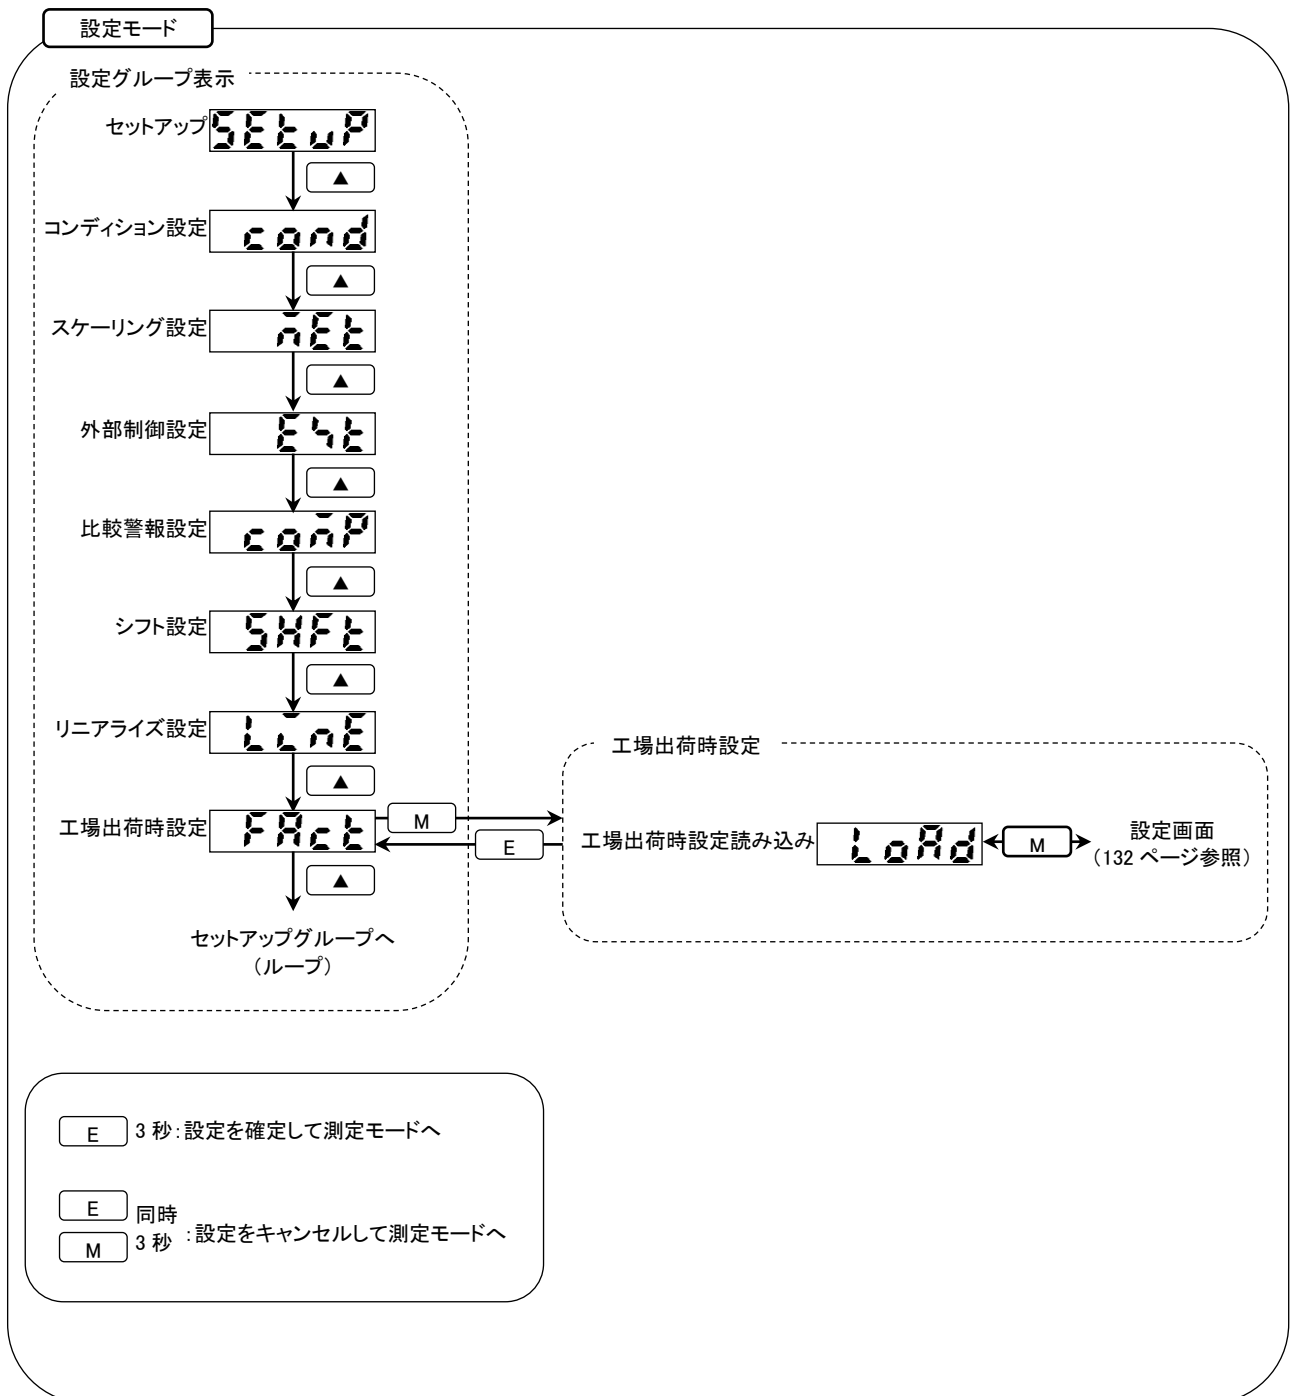 設定モード
設定グループ表示
セットアップ SEtuP
▲
コンディション設定 cond
▲
スケーリング設定 mEt
▲
外部制御設定 Ext
▲
比較警報設定 comP
▲
シフト設定 SHFt
▲
リニアライズ設定 LinE
▲
工場出荷時設定 FAct
M
E
▲
セットアップグループへ
(ループ)
工場出荷時設定
工場出荷時設定読み込み LoAd
M
設定画面
(132 ページ参照)
E 3 秒:設定を確定して測定モードへ
E 同時
M 3 秒 :設定をキャンセルして測定モードへ